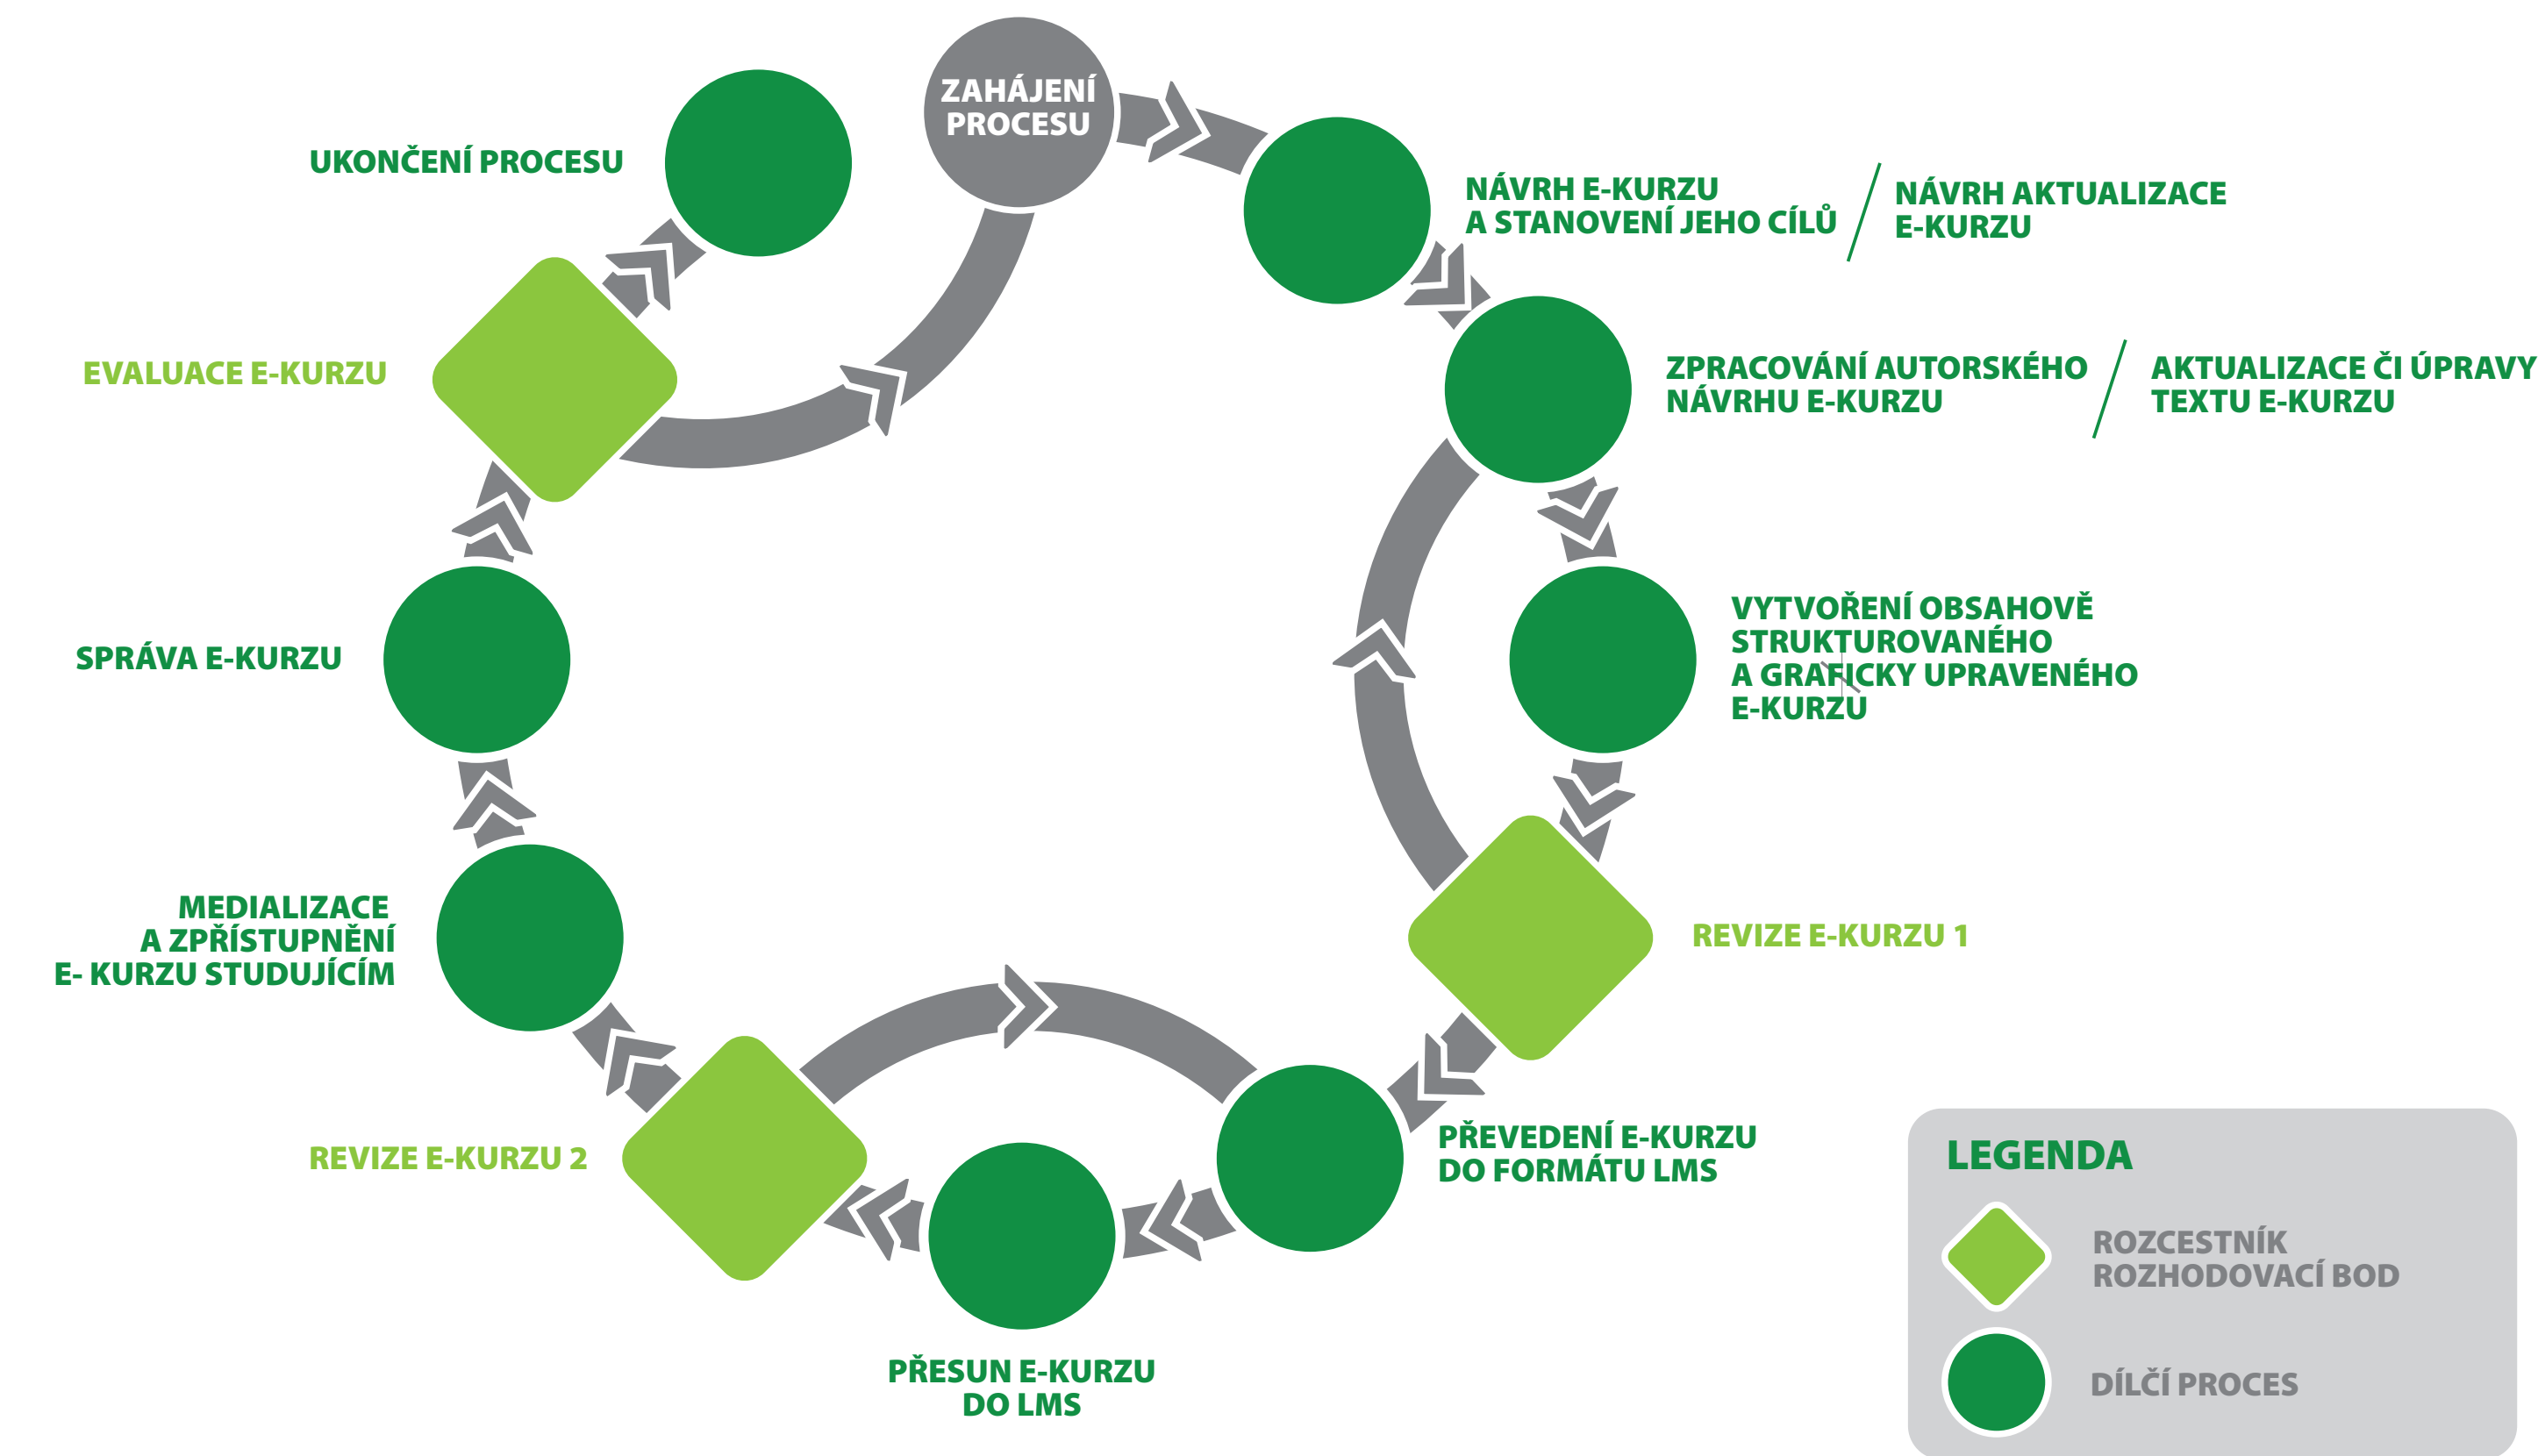 ZAHÁJENÍ
PROCESU
NÁVRH E-KURZU
A STANOVENÍ JEHO CÍLŮ
NÁVRH AKTUALIZACE
E-KURZU
ZPRACOVÁNÍ AUTORSKÉHO
NÁVRHU E-KURZU
AKTUALIZACE ČI ÚPRAVY
TEXTU E-KURZU
VYTVOŘENÍ OBSAHOVĚ
STRUKTUROVANÉHO
A GRAFICKY UPRAVENÉHO
E-KURZU
REVIZE E-KURZU 1
PŘEVEDENÍ E-KURZU
DO FORMÁTU LMS
PŘESUN E-KURZU
DO LMS
REVIZE E-KURZU 2
MEDIALIZACE
A ZPŘÍSTUPNĚNÍ
E- KURZU STUDUJÍCÍM
SPRÁVA E-KURZU
EVALUACE E-KURZU
UKONČENÍ PROCESU
LEGENDA
ROZCESTNÍK
ROZHODOVACÍ BOD
DÍLČÍ PROCES